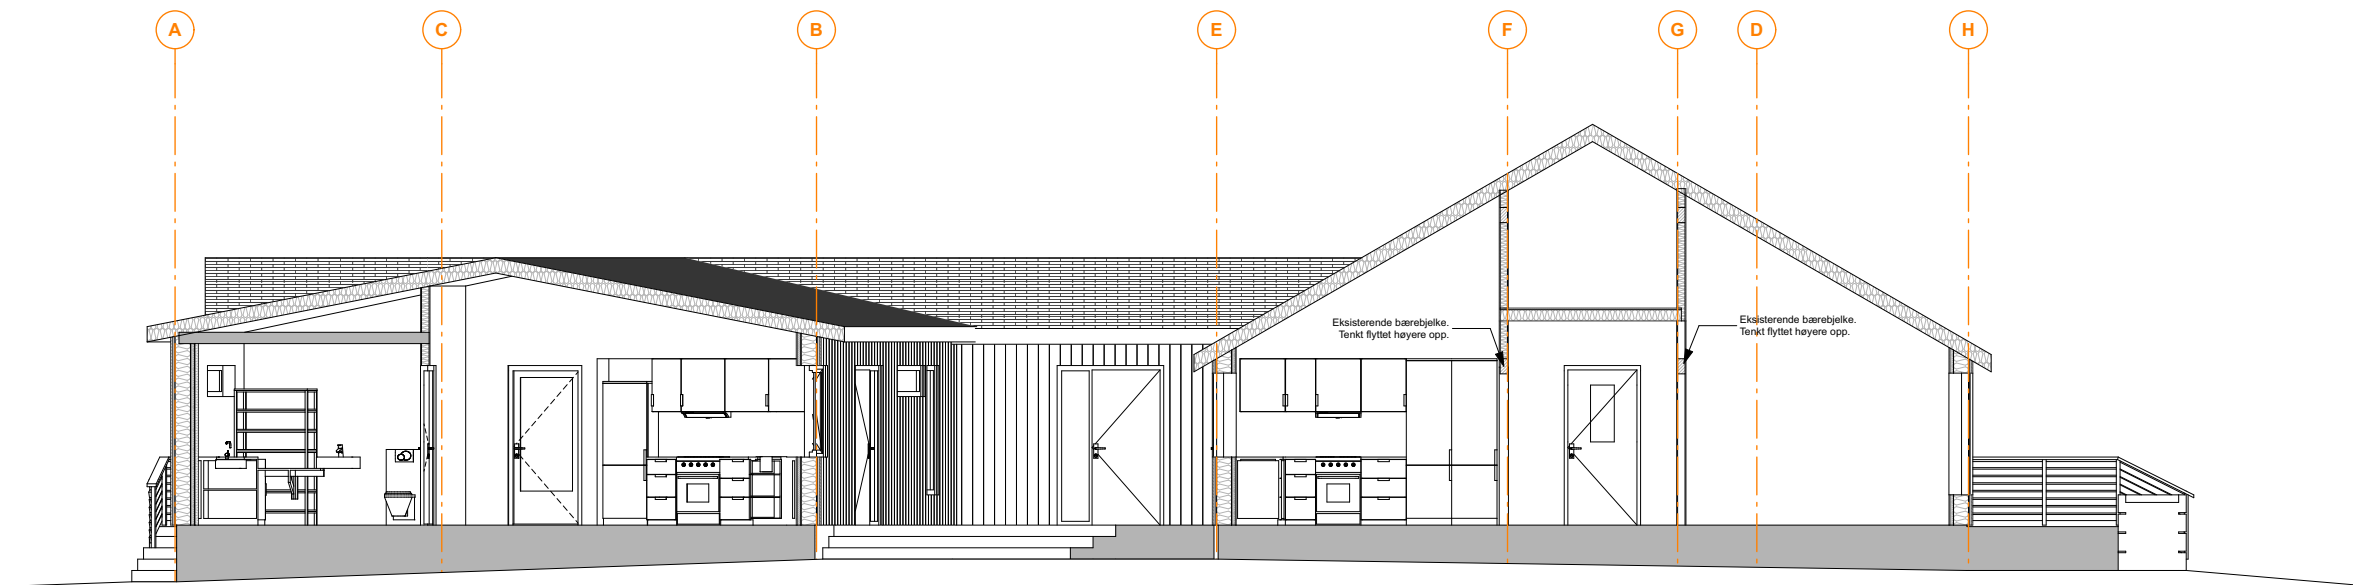 A
C
B
E
F
G
D
H
Eksisterende bærebjelke.
Tenkt flyttet høyere opp.
Eksisterende bærebjelke.
Tenkt flyttet høyere opp.